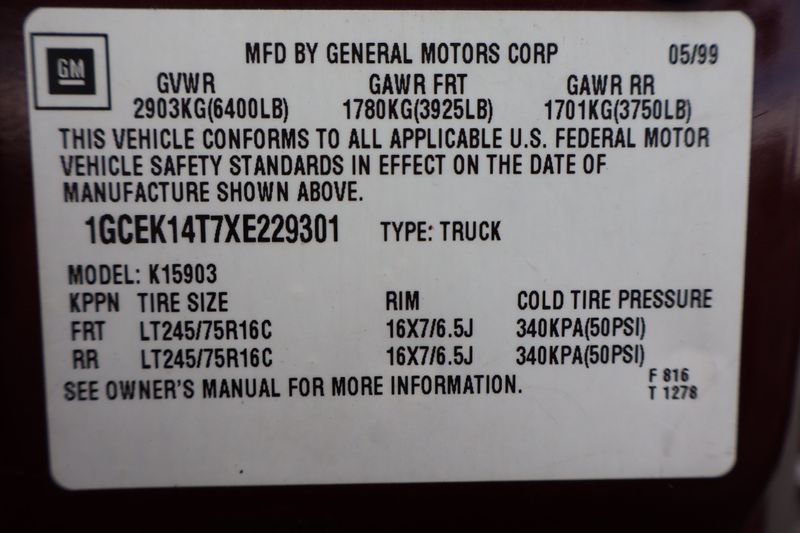 GM
MFD BY GENERAL MOTORS CORP 05/99
GVWR GAWR FRT GAWR RR
2903KG(6400LB) 1780KG(3925LB) 1701KG(3750LB)
THIS VEHICLE CONFORMS TO ALL APPLICABLE U.S. FEDERAL MOTOR
VEHICLE SAFETY STANDARDS IN EFFECT ON THE DATE OF
MANUFACTURE SHOWN ABOVE.
1GCEK14T7XE229301 TYPE: TRUCK
MODEL: K15903
KPPN TIRE SIZE RIM COLD TIRE PRESSURE
FRT LT245/75R16C 16X7/6.5J 340KPA(50PSI)
RR LT245/75R16C 16X7/6.5J 340KPA(50PSI)
SEE OWNER'S MANUAL FOR MORE INFORMATION.
F 816
T 1278